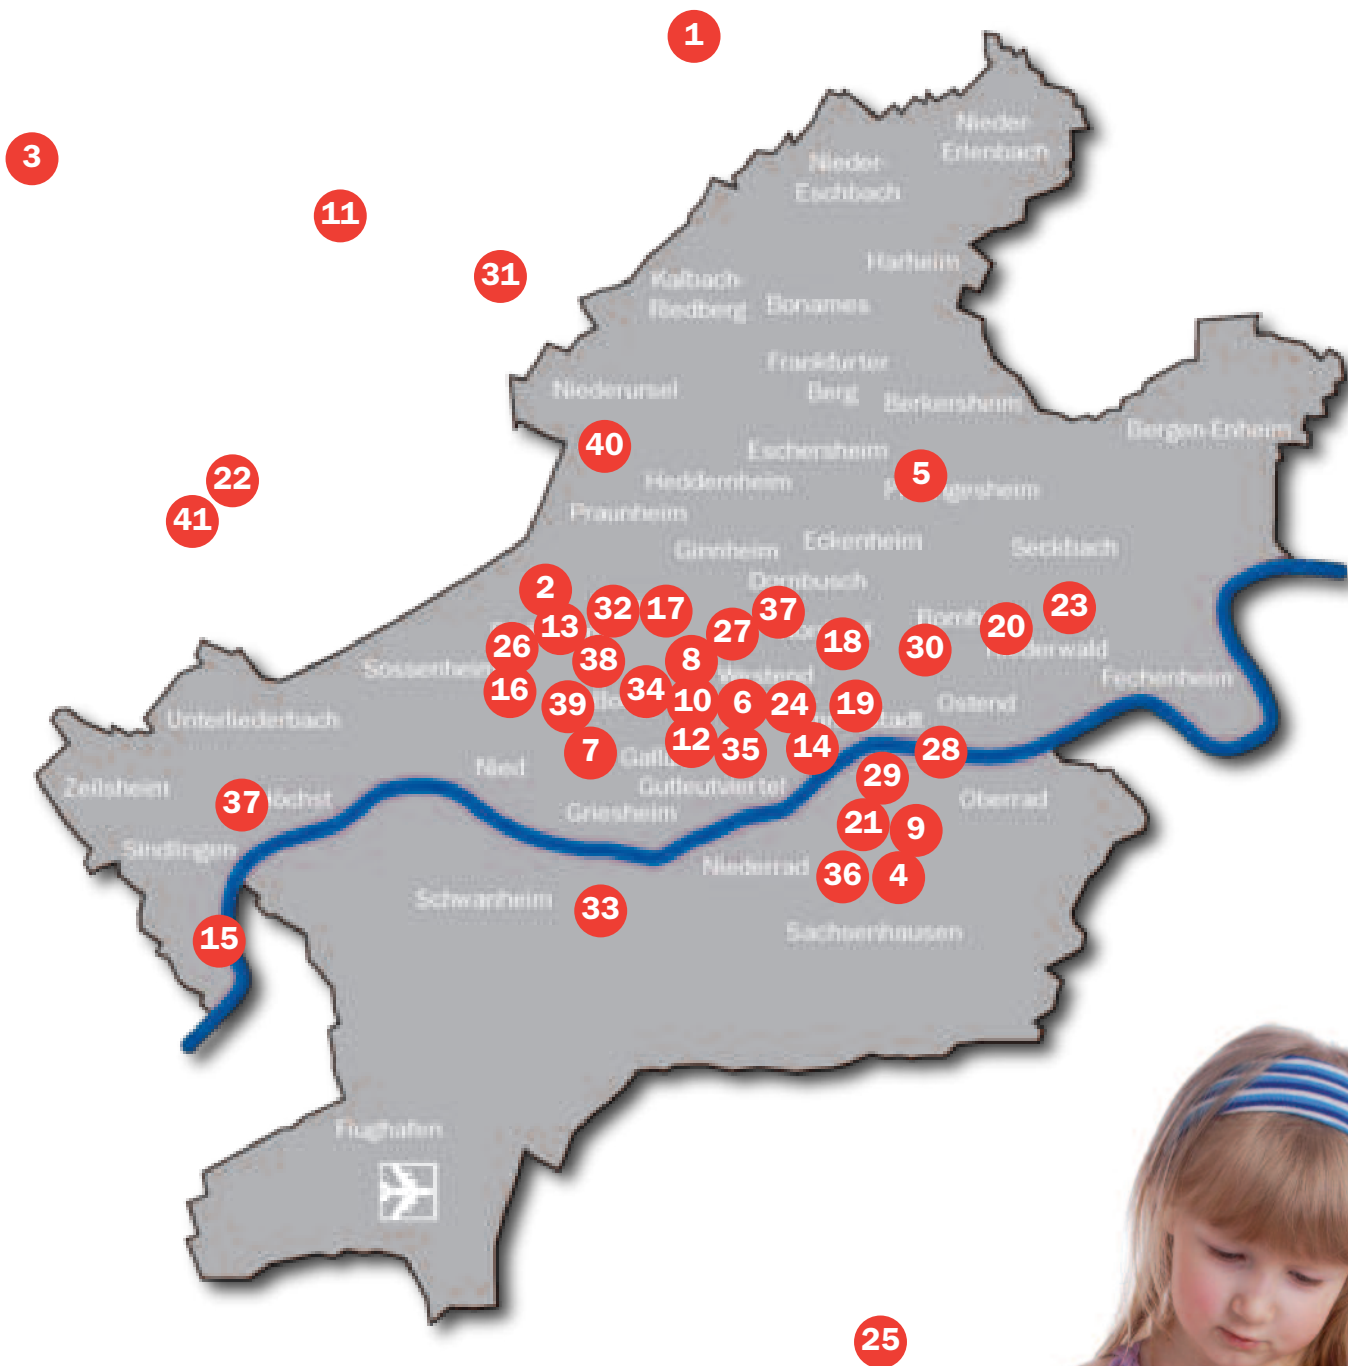 1
Nieder-
Erlenbach
3
Nieder-
Eschbach
11
Harheim
31
Kalbach-
Riedberg
Bonames
Frankfurter
Berg
Niederursel
Berkersheim
Bergen-Enheim
40
Eschersheim
22
5
Heddernheim
41
Praunheim
Eckenheim
Ginnheim
Seckbach
Dornbusch
2
32
17
37
23
13
27
18
20
26
30
38
8
Sossenheim
34
16
39
10
6
24
19
Ostend
Fechenheim
Unterliederbach
12
35
14
28
7
Nied
29
Gutleutviertel
Zeilsheim
37
Oberrad
Griesheim
21
9
Sindlingen
Niederrad
36
4
Schwanheim
33
Sachsenhausen
15
Flughafen
25